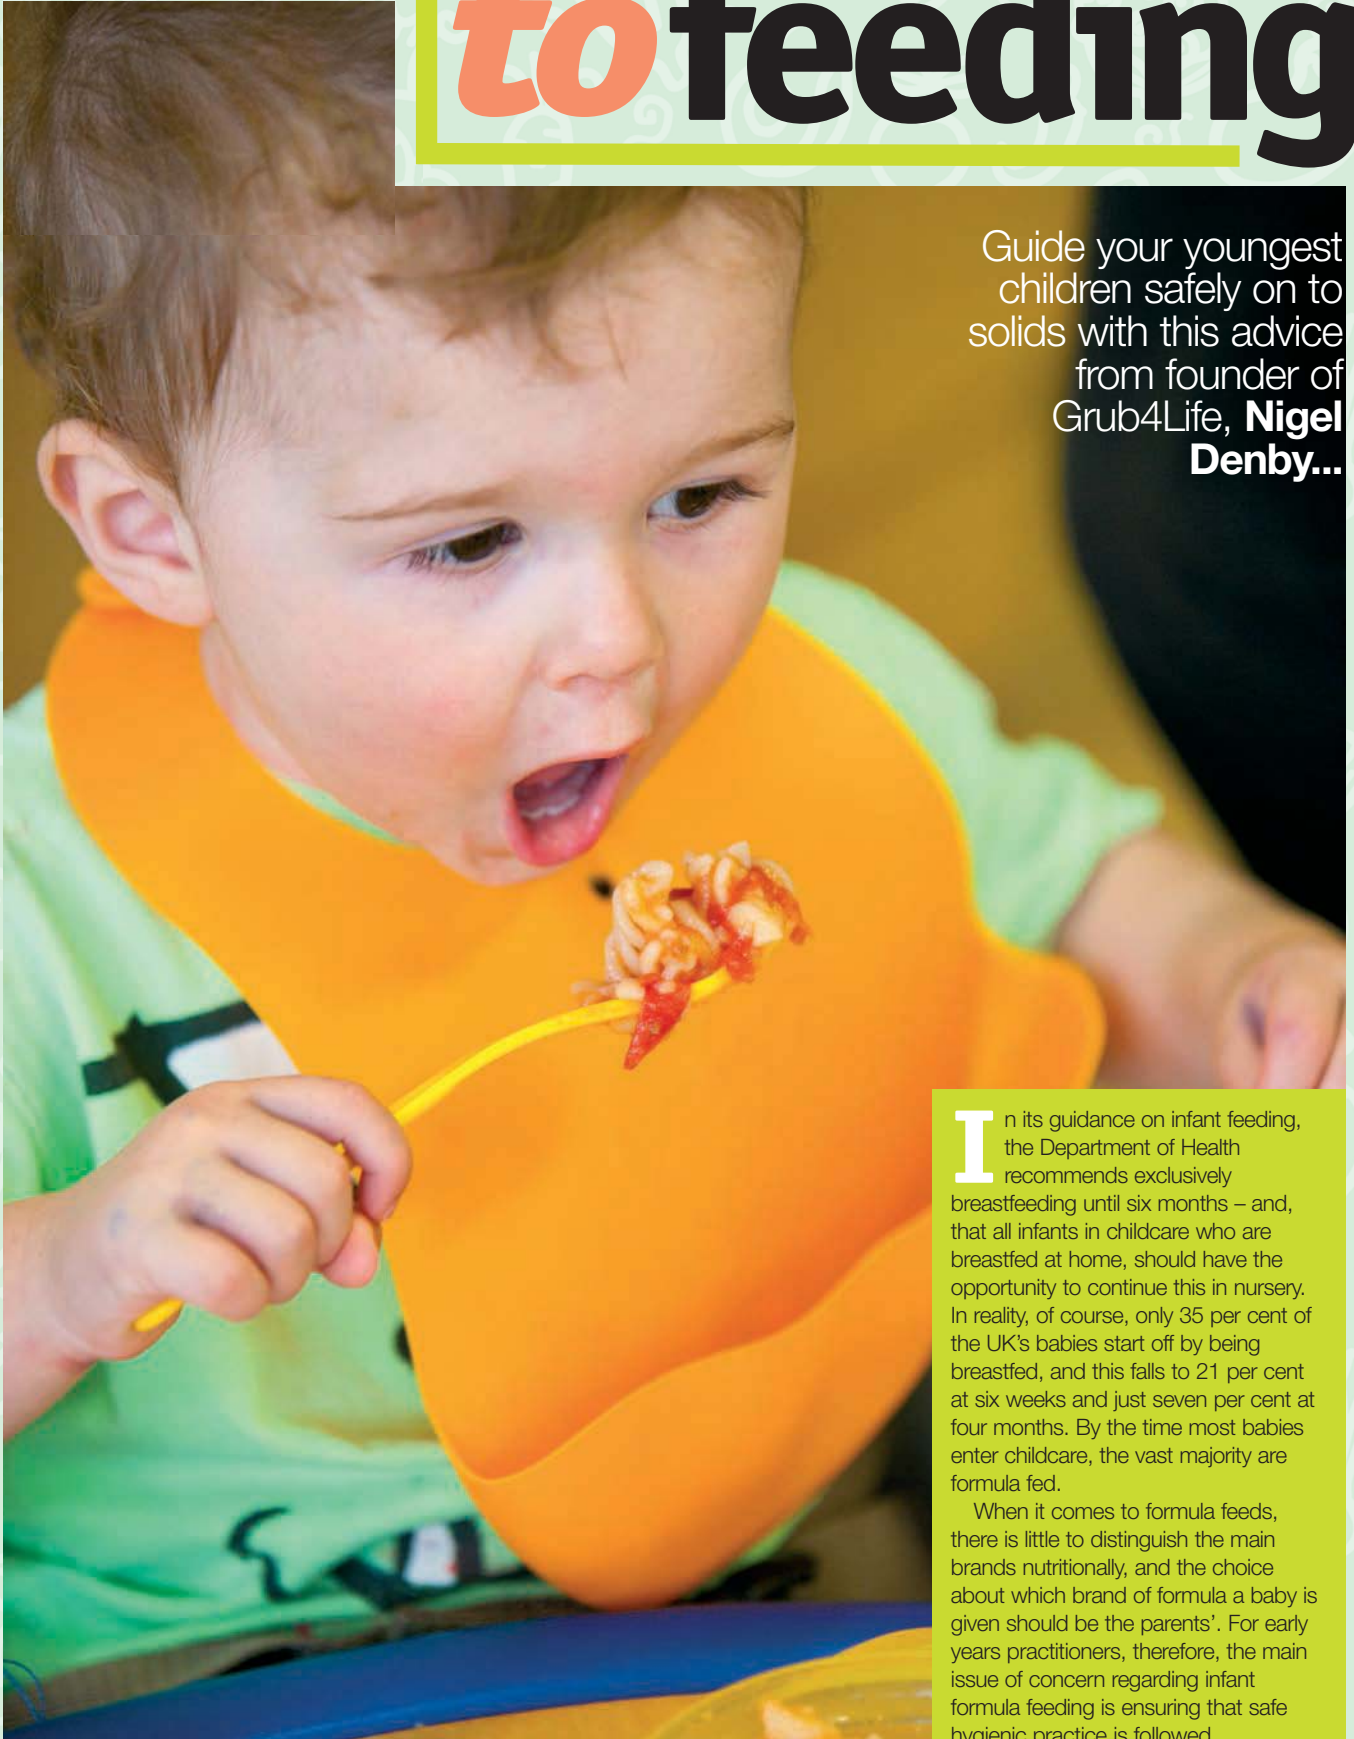 to feeding
Guide your youngest
children safely on to
solids with this advice
from founder of
Grub4Life, Nigel
Denby...
In its guidance on infant feeding,
the Department of Health
recommends exclusively
breastfeeding until six months – and,
that all infants in childcare who are
breastfed at home, should have the
opportunity to continue this in nursery.
In reality, of course, only 35 per cent of
the UK's babies start off by being
breastfed, and this falls to 21 per cent
at six weeks and just seven per cent at
four months. By the time most babies
enter childcare, the vast majority are
formula fed.
When it comes to formula feeds,
there is little to distinguish the main
brands nutritionally, and the choice
about which brand of formula a baby is
given should be the parents'. For early
years practitioners, therefore, the main
issue of concern regarding infant
formula feeding is ensuring that safe
hygienic practice is followed